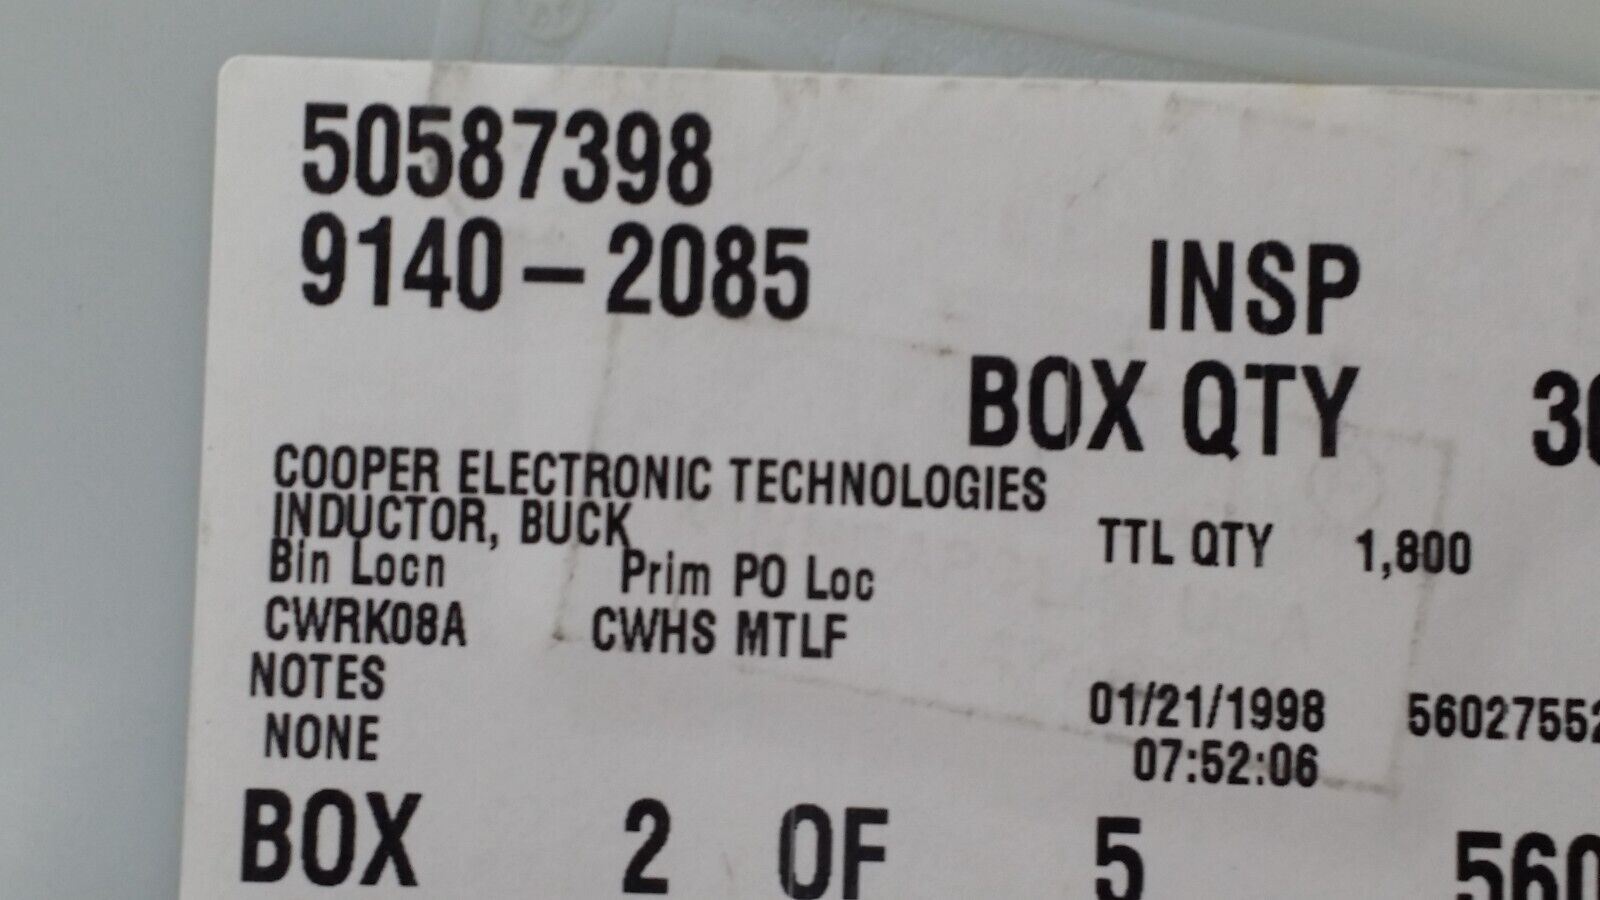 50587398
9140-2085
INSP
BOX QTY
COOPER ELECTRONIC TECHNOLOGIES
INDUCTOR, BUCK
TTL QTY 1,800
Bin Locn Prim PO Loc
CWRK08A CWHS MTLF
NOTES
01/21/1998
NONE
07:52:06
BOX 2 OF 5